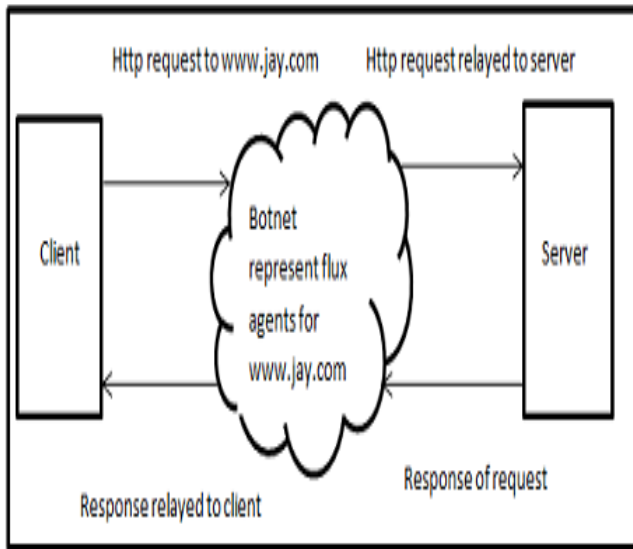 Http request to www.jay.com
Http request relayed to server
Client
Botnet
represent flux
agents for
www.jay.com
Server
Response relayed to client
Response of request